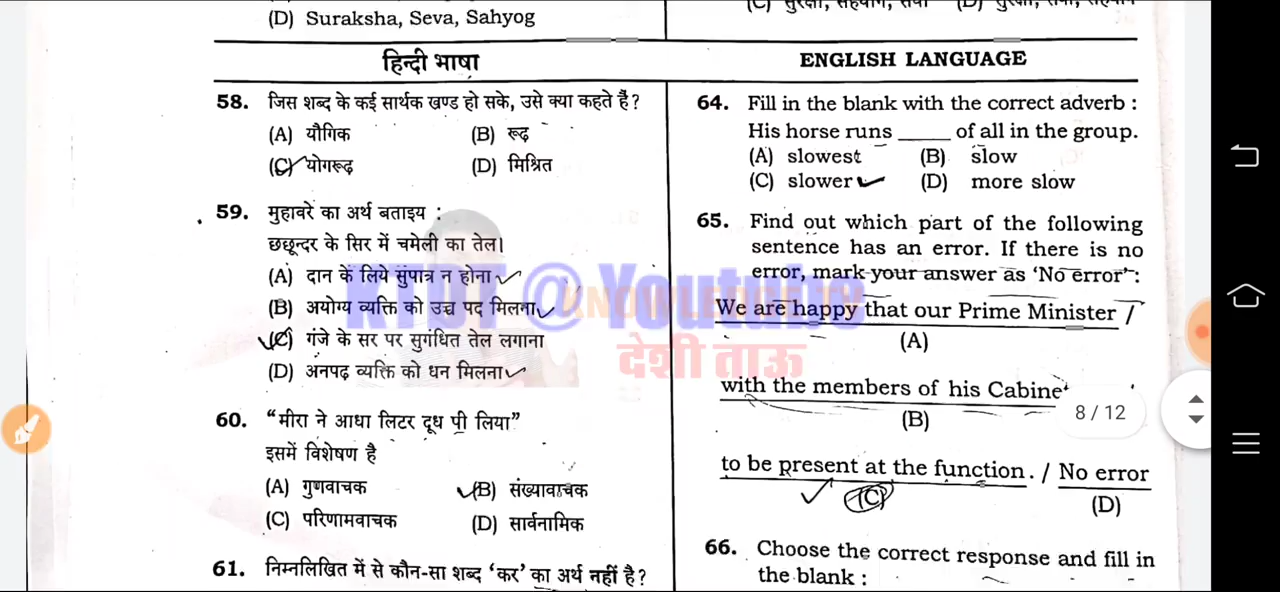 (D) Suraksha, Seva, Sahyog
हिन्दी भाषा
58. जिस शब्द के कई सार्थक खण्ड हो सके, उसे क्या कहते हैं?
(A) यौगिक (B) रूढ़
(C) योगरूढ़ (D) मिश्रित
59. मुहावरे का अर्थ बताइय :
छछून्दर के सिर में चमेली का तेल।
(A) दान के लिये सुपात्र न होना
(B) अयोग्य व्यक्ति को उच्च पद मिलना
(C) गंजे के सर पर सुगंधित तेल लगाना
(D) अनपढ़ व्यक्ति को धन मिलना
60. "मीरा ने आधा लिटर दूध पी लिया"
इसमें विशेषण है
(A) गुणवाचक (B) संख्यावाचक
(C) परिणामवाचक (D) सार्वनामिक
61. निम्नलिखित में से कौन-सा शब्द 'कर' का अर्थ नहीं है?
ENGLISH LANGUAGE
64. Fill in the blank with the correct adverb :
His horse runs _____ of all in the group.
(A) slowest (B) slow
(C) slower (D) more slow
65. Find out which part of the following
sentence has an error. If there is no
error, mark your answer as 'No error':
We are happy that our Prime Minister /
(A)
with the members of his Cabinet
(B)
to be present at the function. / No error
(C) (D)
66. Choose the correct response and fill in
the blank :
KTDT @Youtube
KNOWLEDGE TV
देशी ताऊ
8 / 12